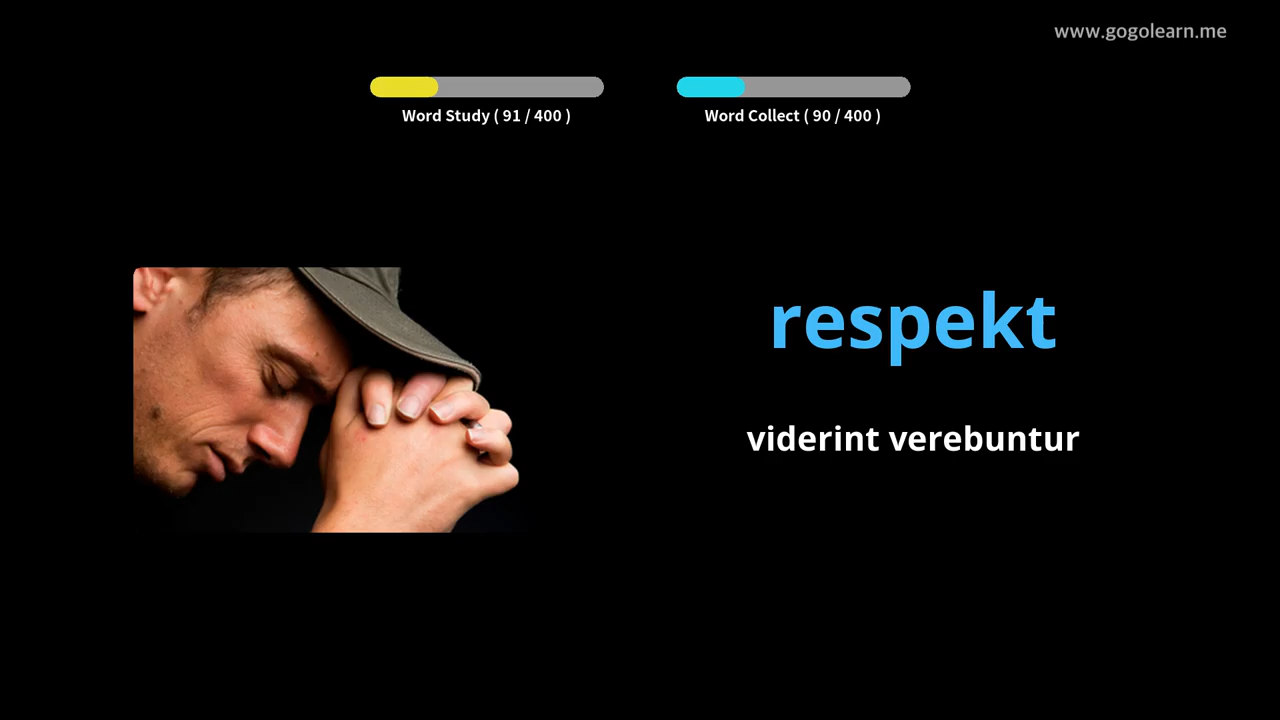 www.gogolearn.me
Word Study ( 91 / 400 )
Word Collect ( 90 / 400 )
respekt
viderint verebuntur